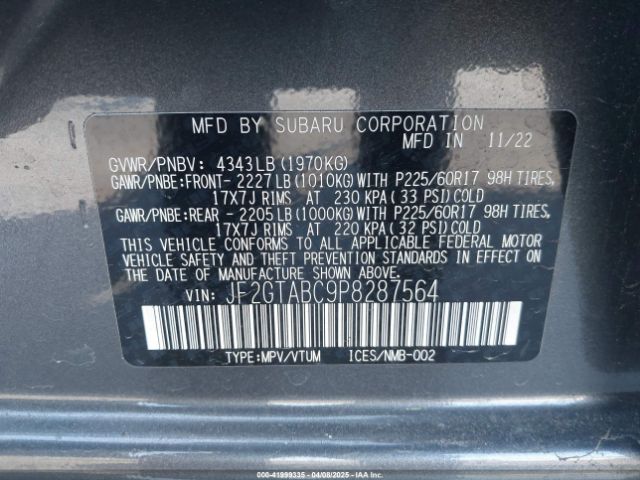 MFD BY SUBARU CORPORATION
MFD IN 11/22
GVWR/PNBV: 4343LB(1970KG)
GAWR/PNBE:FRONT-2227LB(1010KG)WITH P225/60R17 98H TIRES,
17X7J RIMS AT 230 KPA(33 PSI)COLD
GAWR/PNBE:REAR -2205LB(1000KG)WITH P225/60R17 98H TIRES,
17X7J RIMS AT 220 KPA(32 PSI)COLD
THIS VEHICLE CONFORMS TO ALL APPLICABLE FEDERAL MOTOR
VEHICLE SAFETY AND THEFT PREVENTION STANDARDS IN EFFECT ON
THE DATE OF MANUFACTURE SHOWN ABOVE.
VIN: JF2GTABC9P8287564
TYPE:MPV/VTUM ICES/NMB-002
000-41999335 - 04/08/2025 - IAAI.CA